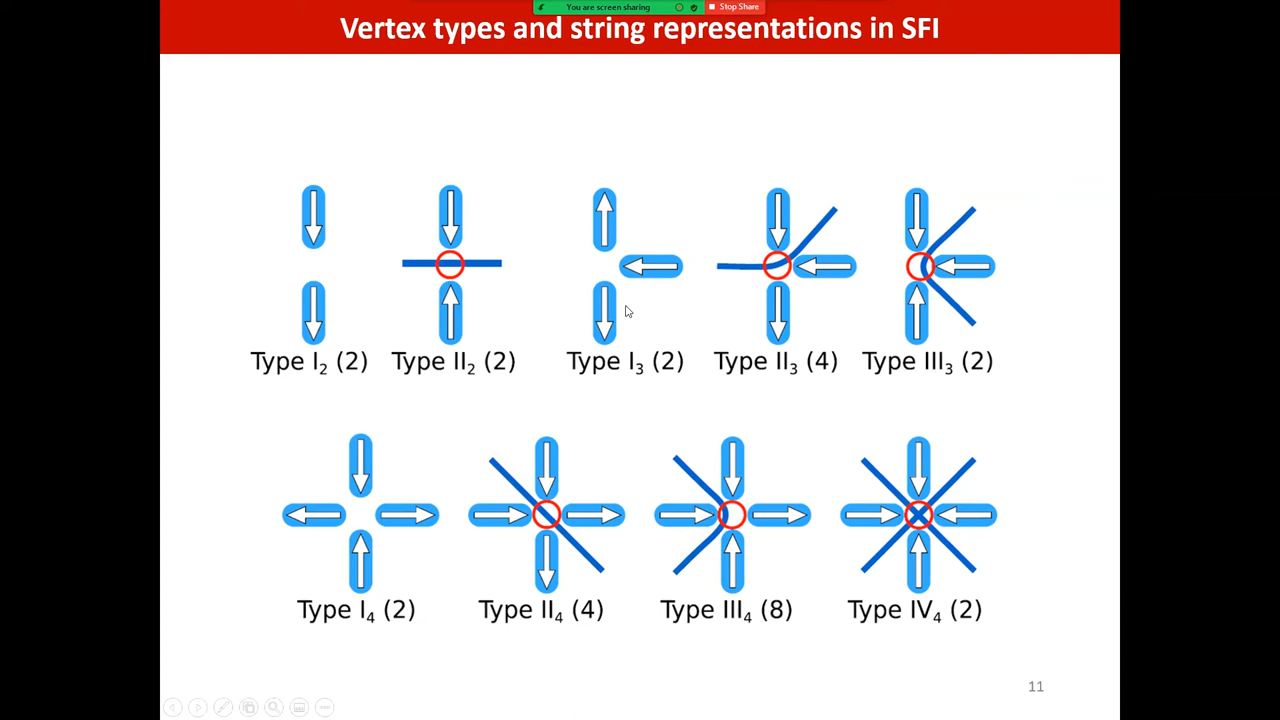 You are screen sharing
Stop Share
Vertex types and string representations in SFI
Type I₂ (2)
Type II₂ (2)
Type I₃ (2)
Type II₃ (4)
Type III₃ (2)
Type I₄ (2)
Type II₄ (4)
Type III₄ (8)
Type IV₄ (2)
11